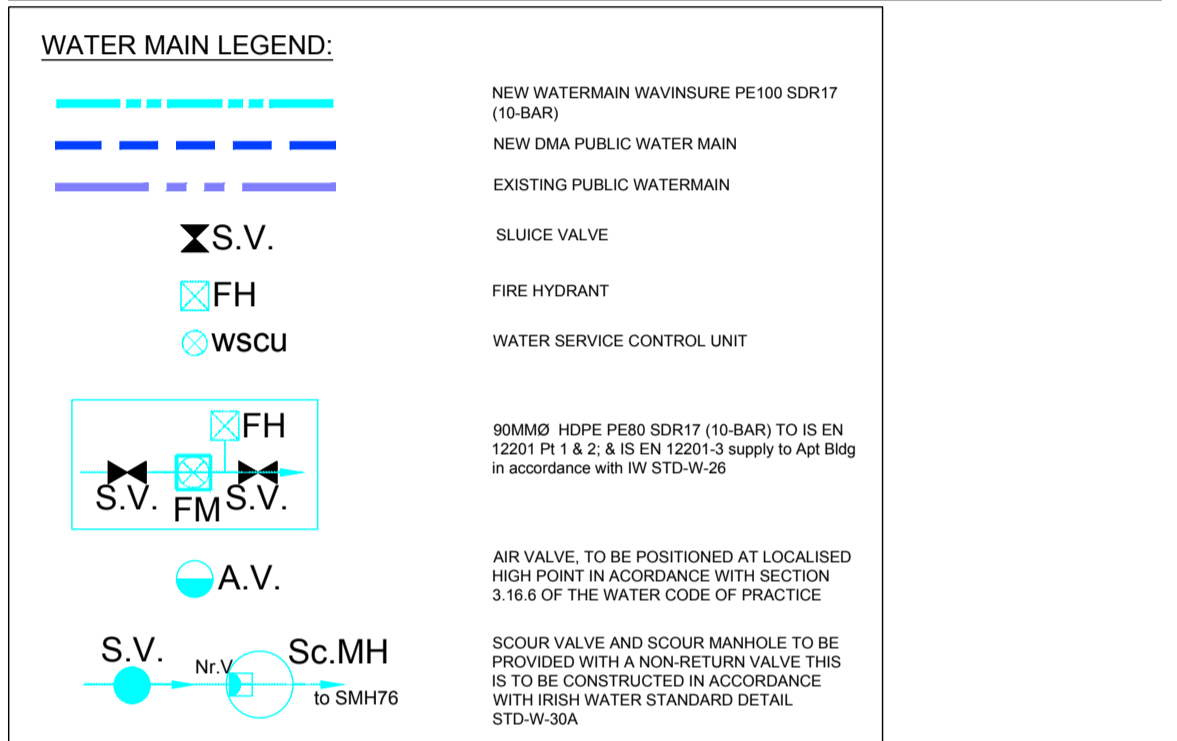 WATER MAIN LEGEND:
NEW WATERMAIN WAVINSURE PE100 SDR17
(10-BAR)
NEW DMA PUBLIC WATER MAIN
EXISTING PUBLIC WATERMAIN
S.V.
SLUICE VALVE
FH
FIRE HYDRANT
wscu
WATER SERVICE CONTROL UNIT
FH
S.V.
FM
S.V.
90MMØ HDPE PE80 SDR17 (10-BAR) TO IS EN
12201 Pt 1 & 2; & IS EN 12201-3 supply to Apt Bldg
in accordance with IW STD-W-26
A.V.
AIR VALVE, TO BE POSITIONED AT LOCALISED
HIGH POINT IN ACORDANCE WITH SECTION
3.16.6 OF THE WATER CODE OF PRACTICE
S.V.
Nr.V
Sc.MH
to SMH76
SCOUR VALVE AND SCOUR MANHOLE TO BE
PROVIDED WITH A NON-RETURN VALVE THIS
IS TO BE CONSTRUCTED IN ACCORDANCE
WITH IRISH WATER STANDARD DETAIL
STD-W-30A